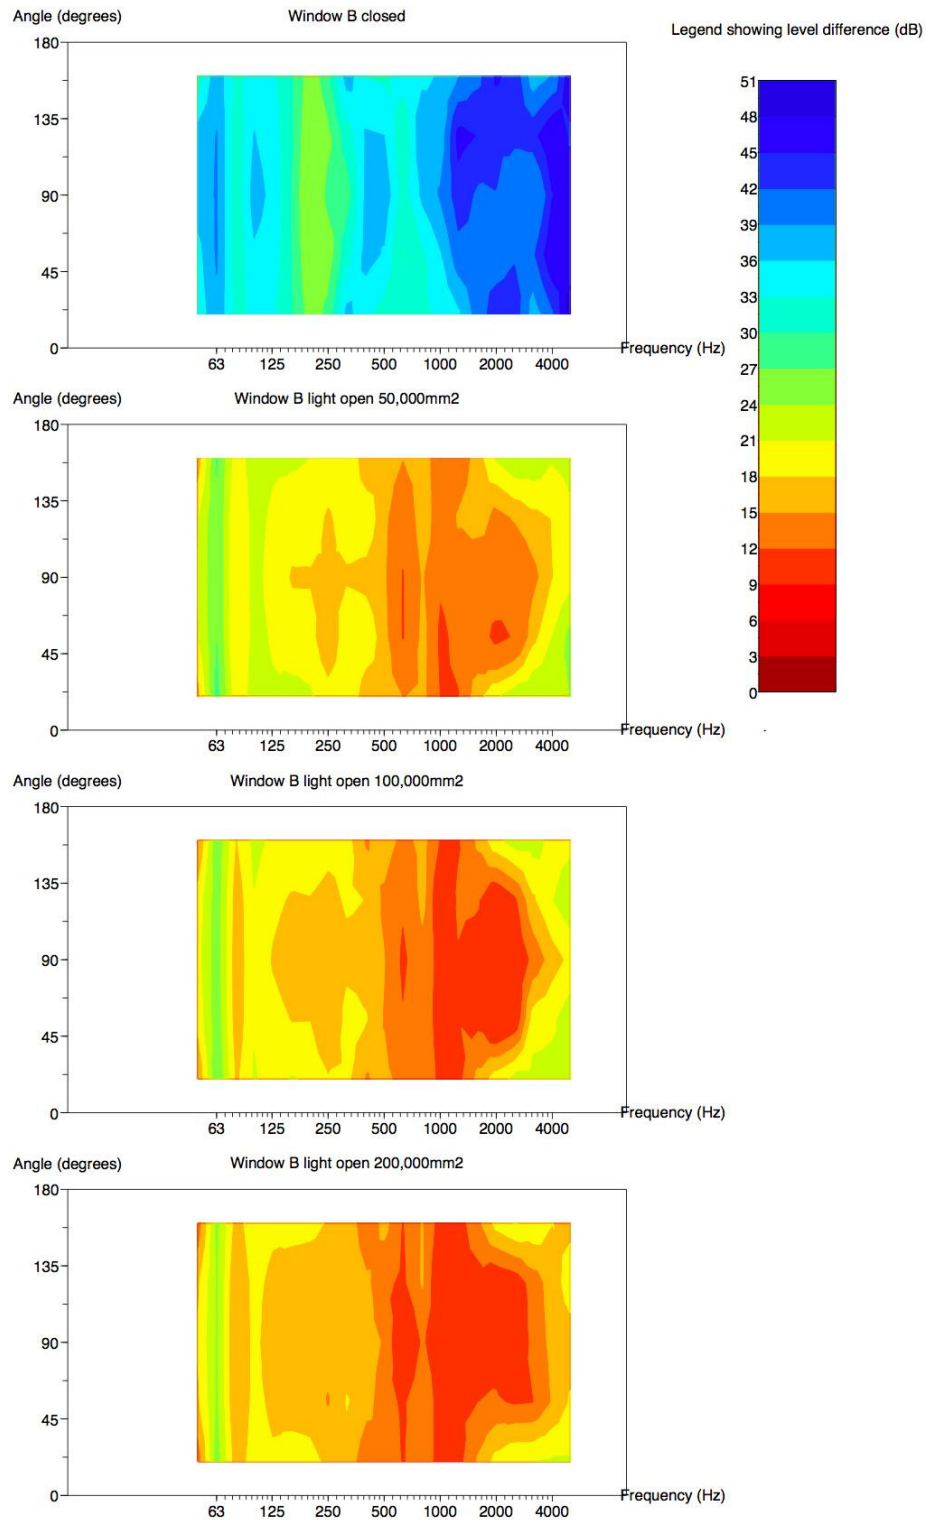 Angle (degrees) Window B closed
Legend showing level difference (dB)
180
135
90
45
0
63 125 250 500 1000 2000 4000
Frequency (Hz)
51
48
45
42
39
36
33
30
27
24
21
18
15
12
9
6
3
0
Angle (degrees) Window B light open 50,000mm2
180
135
90
45
0
63 125 250 500 1000 2000 4000
Frequency (Hz)
Angle (degrees) Window B light open 100,000mm2
180
135
90
45
0
63 125 250 500 1000 2000 4000
Frequency (Hz)
Angle (degrees) Window B light open 200,000mm2
180
135
90
45
0
63 125 250 500 1000 2000 4000
Frequency (Hz)